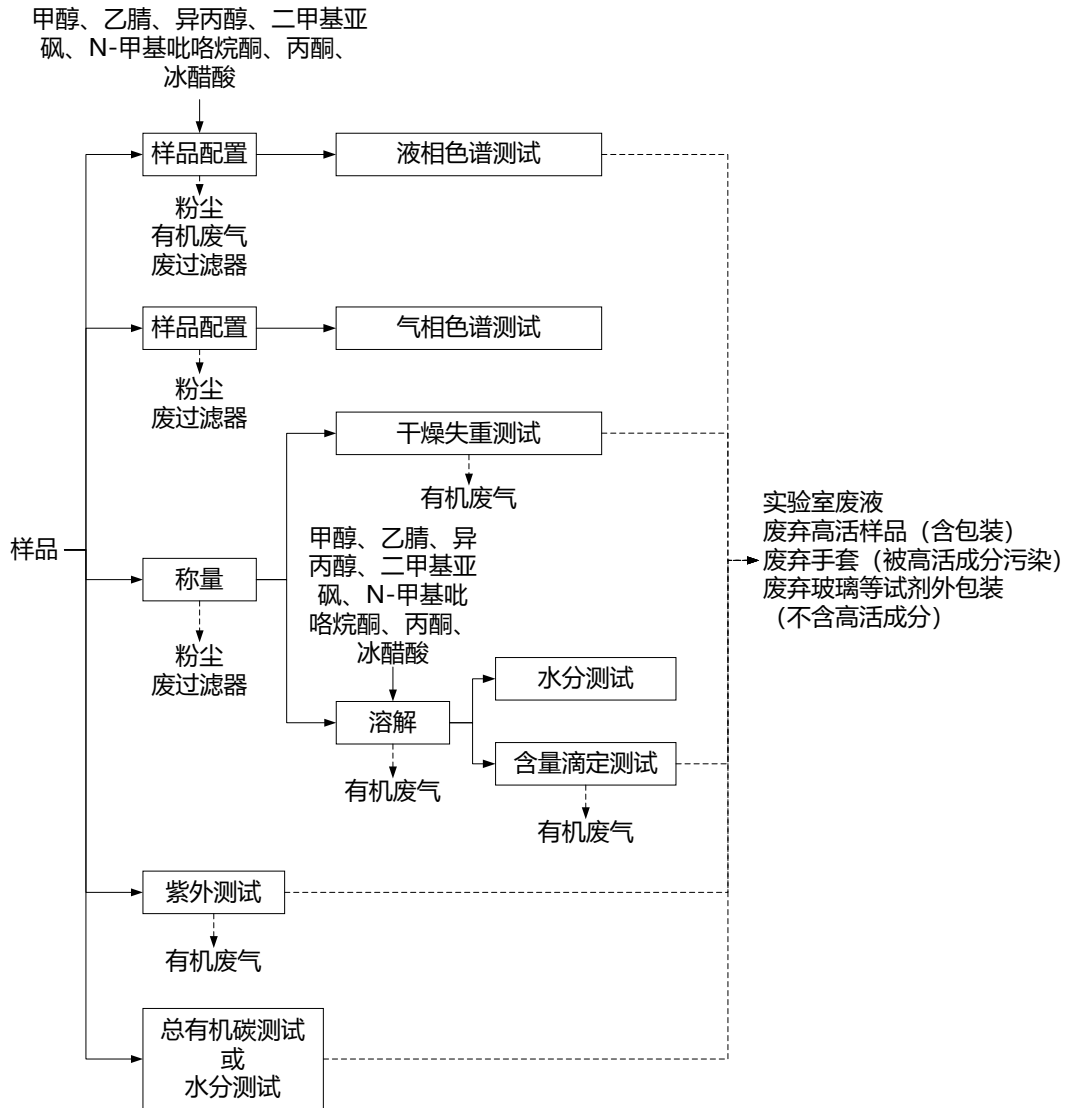 甲醇、乙腈、异丙醇、二甲基亚
砜、N-甲基吡咯烷酮、丙酮、
冰醋酸
样品配置
液相色谱测试
粉尘
有机废气
废过滤器
样品配置
气相色谱测试
粉尘
废过滤器
干燥失重测试
有机废气
样品
称量
粉尘
废过滤器
甲醇、乙腈、异
丙醇、二甲基亚
砜、N-甲基吡
咯烷酮、丙酮、
冰醋酸
溶解
有机废气
水分测试
含量滴定测试
有机废气
实验室废液
废弃高活样品（含包装）
废弃手套（被高活成分污染）
废弃玻璃等试剂外包装
（不含高活成分）
紫外测试
有机废气
总有机碳测试
或
水分测试